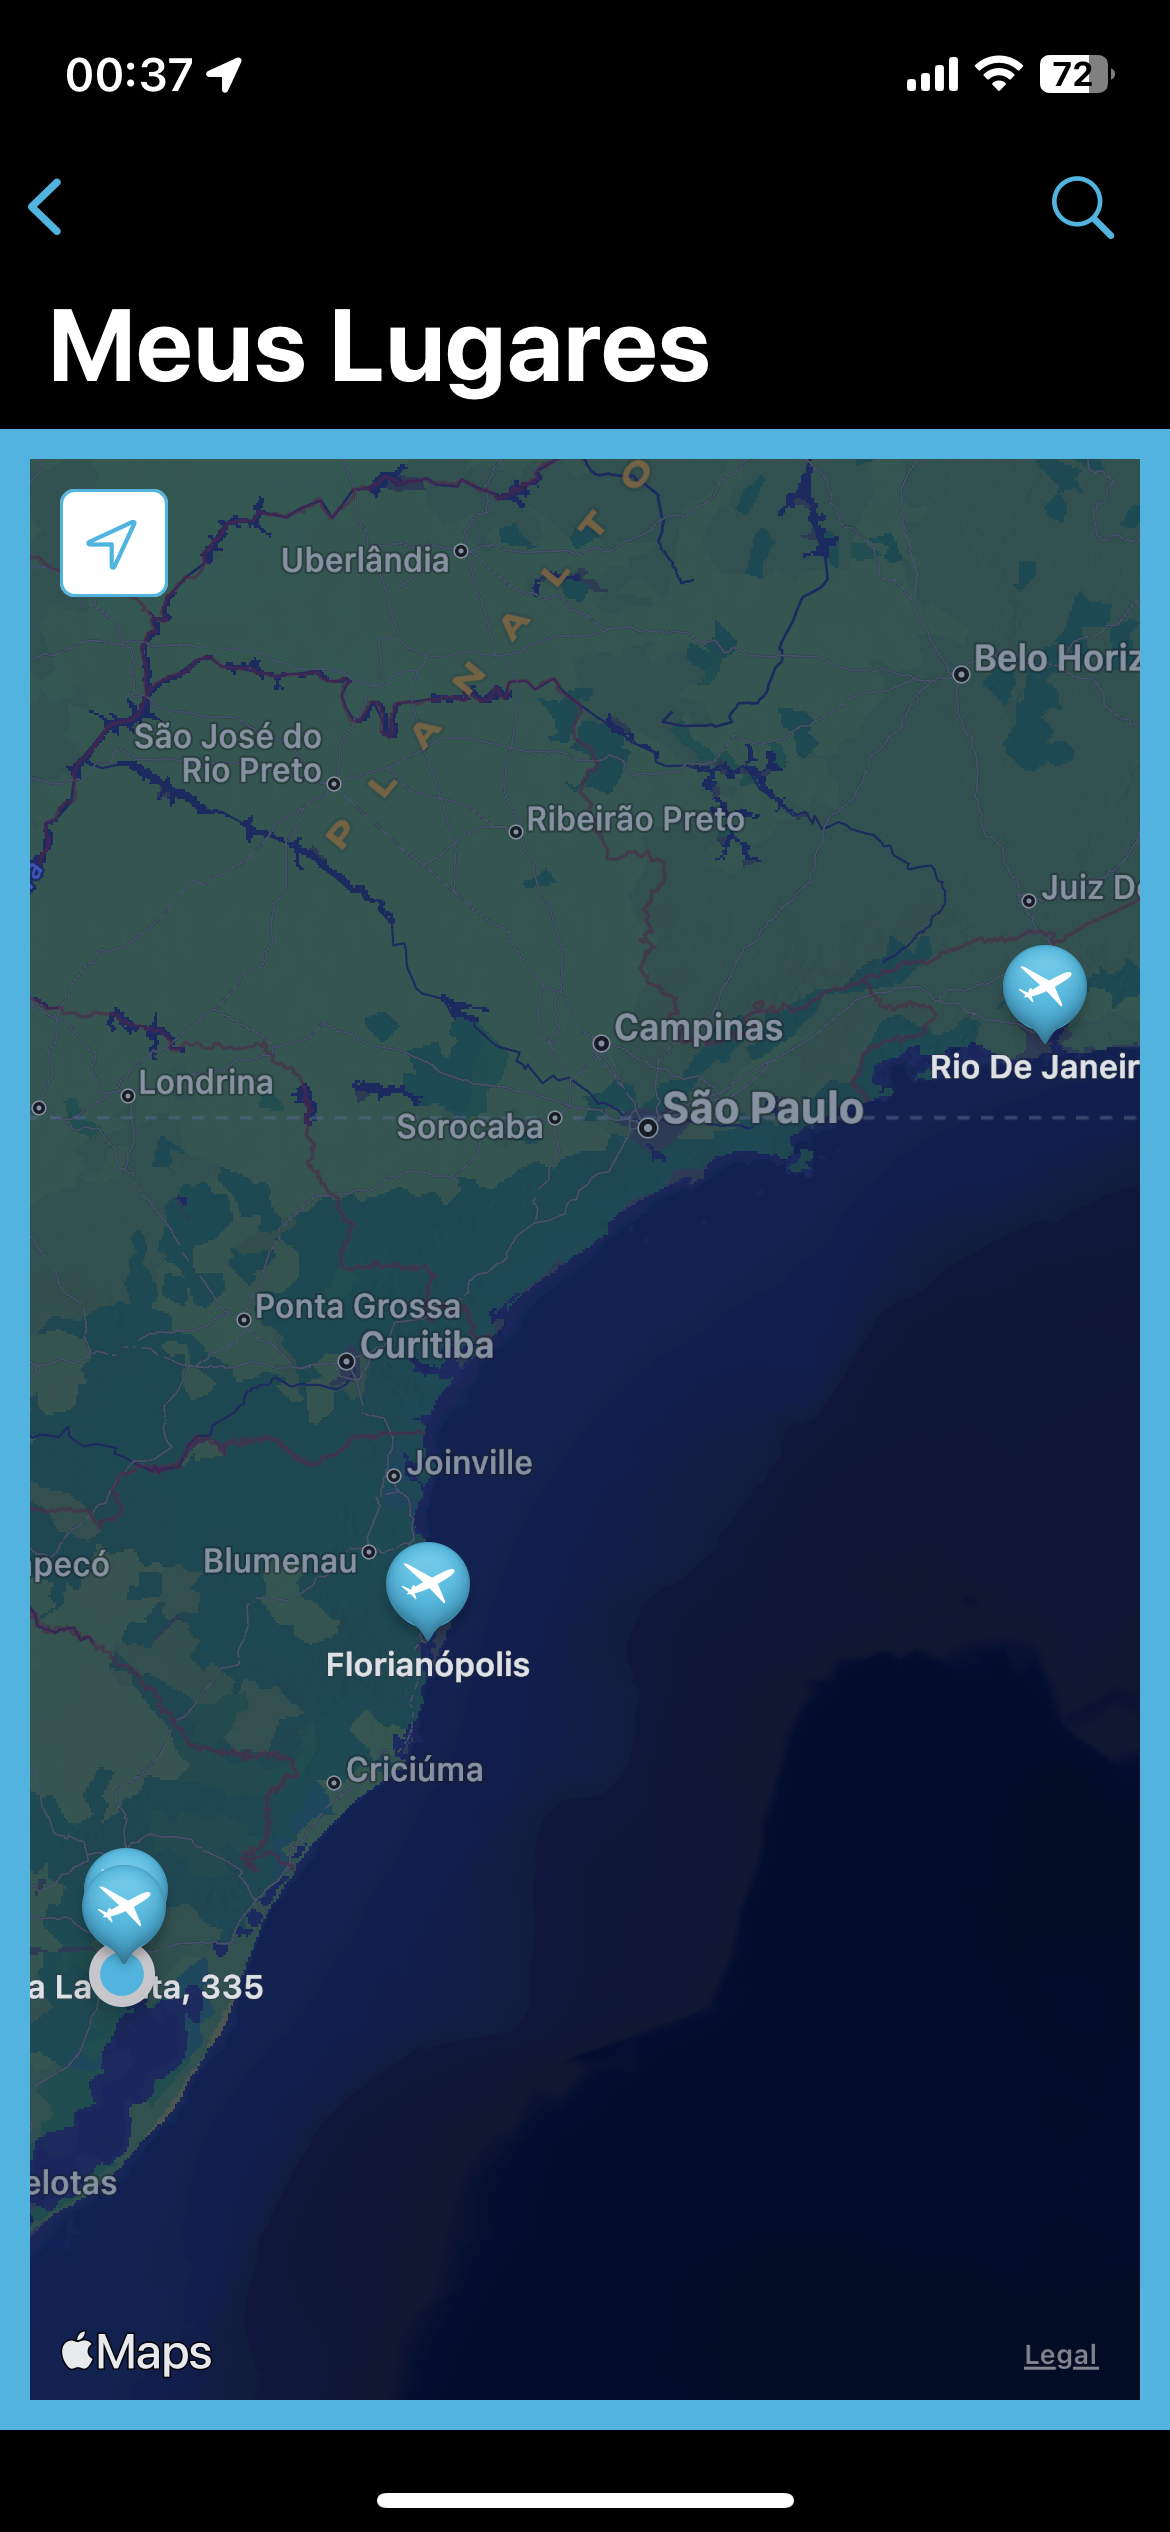 00:37
72
Meus Lugares
Uberlândia
PLANALTO
Belo Horiz
São José do
Rio Preto
Ribeirão Preto
Juiz D
Campinas
Rio De Janeir
Londrina
São Paulo
Sorocaba
Ponta Grossa
Curitiba
Joinville
Blumenau
pecó
Florianópolis
Criciúma
a La ta, 335
elotas
Maps
Legal